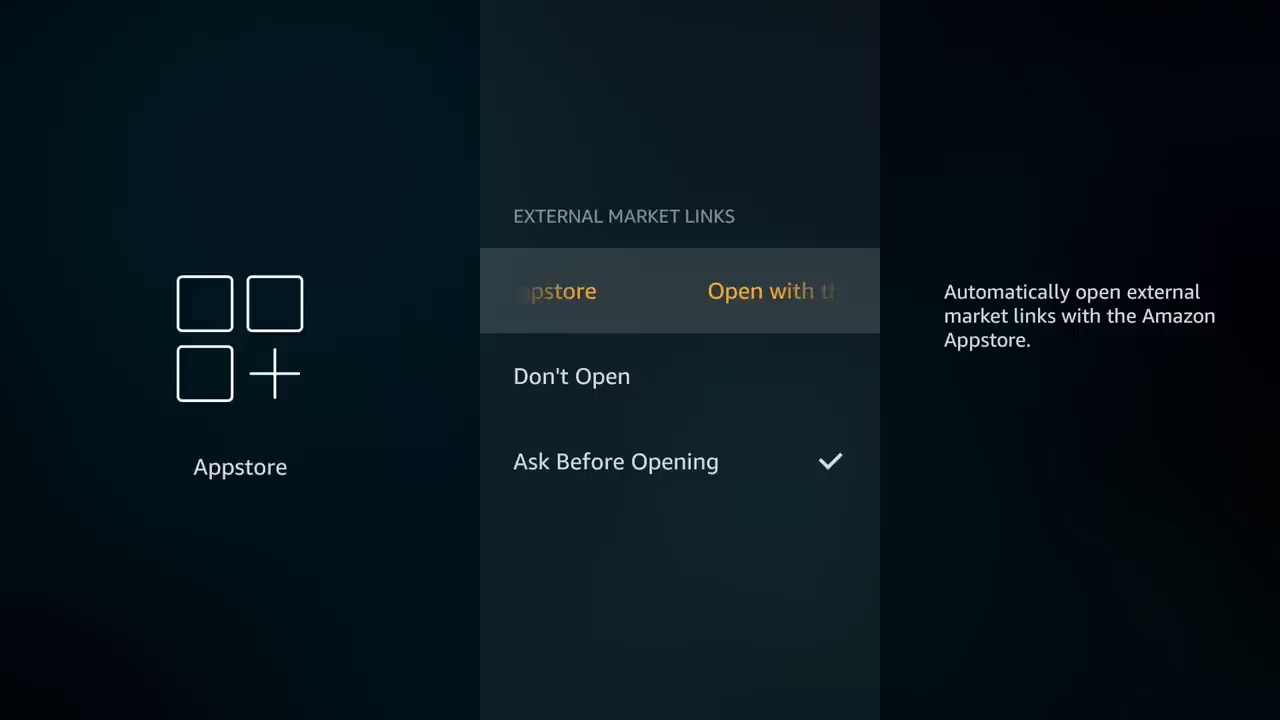 EXTERNAL MARKET LINKS
pstore Open with th
Don't Open
Ask Before Opening
Appstore
Automatically open external
market links with the Amazon
Appstore.